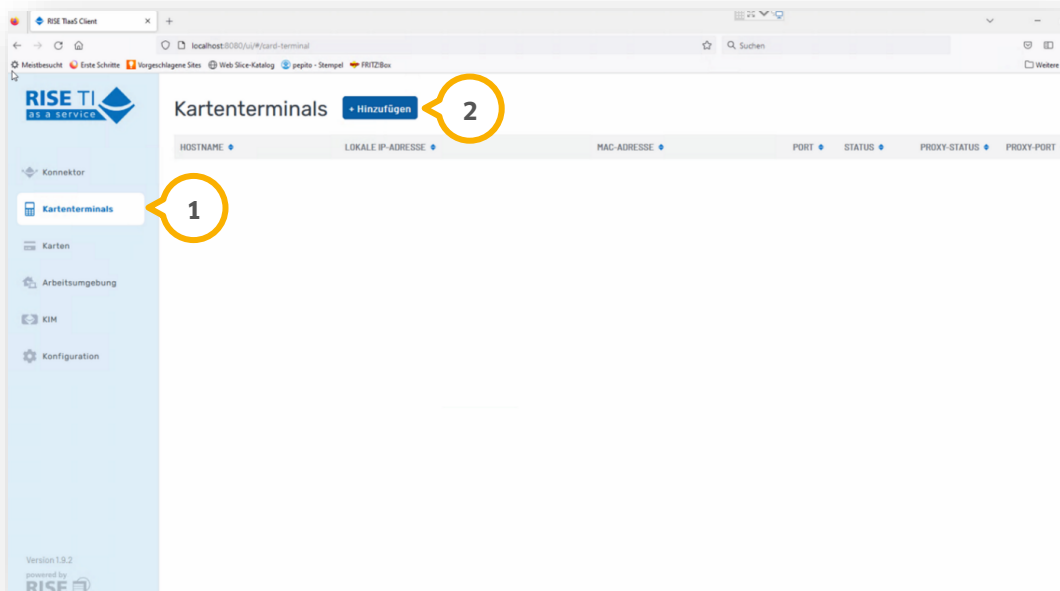 RISE TIaaS Client
localhost:8080/ui/#/card-terminal
Suchen
Meistbesucht Erste Schritte Vorgeschlagene Sites Web Slice-Katalog pepito - Stempel FRITZ!Box Weitere
RISE TI
as a service
Kartenterminals + Hinzufügen 2
HOSTNAME LOKALE IP-ADRESSE MAC-ADRESSE PORT STATUS PROXY-STATUS PROXY-PORT
Konnektor
Kartenterminals 1
Karten
Arbeitsumgebung
KIM
Konfiguration
Version 1.9.2
powered by
RISE